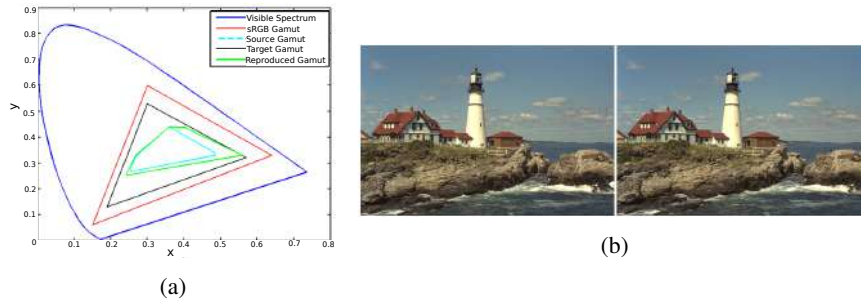 0.9
0.8
0.7
0.6
0.5
0.4
0.3
0.2
0.1
0
y
Visible Spectrum
sRGB Gamut
Source Gamut
Target Gamut
Reproduced Gamut
0.1 0.2 0.3 0.4 0.5 0.6 0.7 0.8
x
(a)
(b)